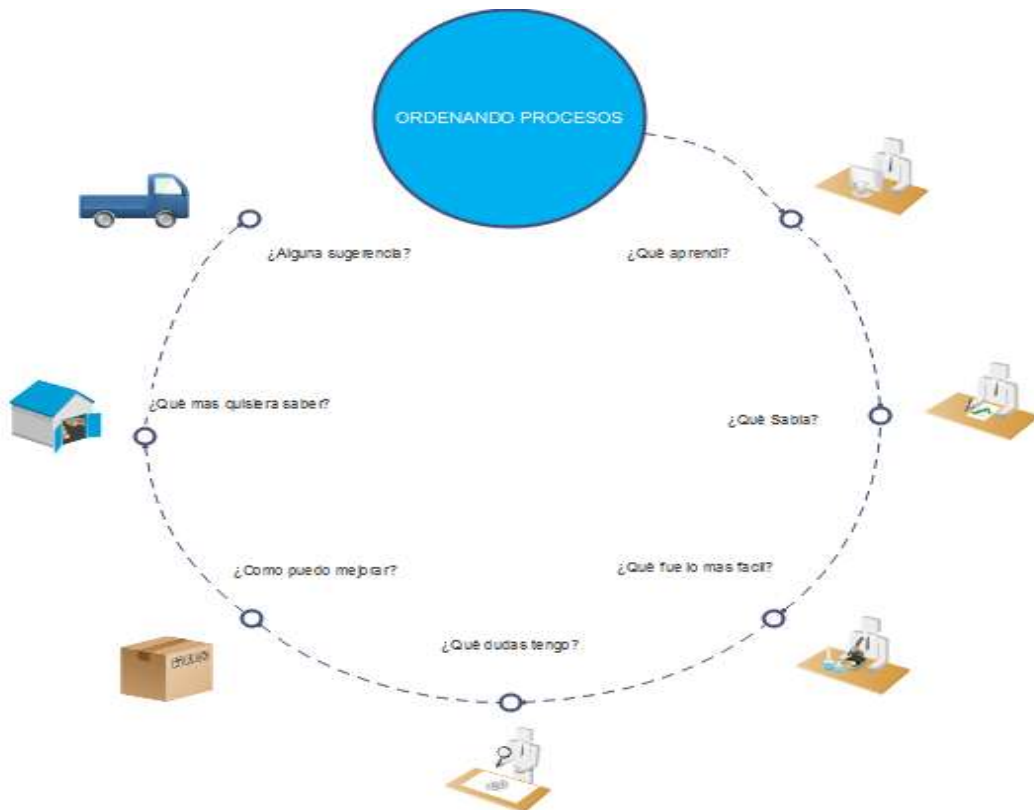 ORDENANDO PROCESOS
¿Qué aprendí?
¿Qué Sabía?
¿Qué fue lo mas facil?
¿Qué dudas tengo?
¿Como puedo mejorar?
¿Qué mas quisiera saber?
¿Alguna sugerencia?